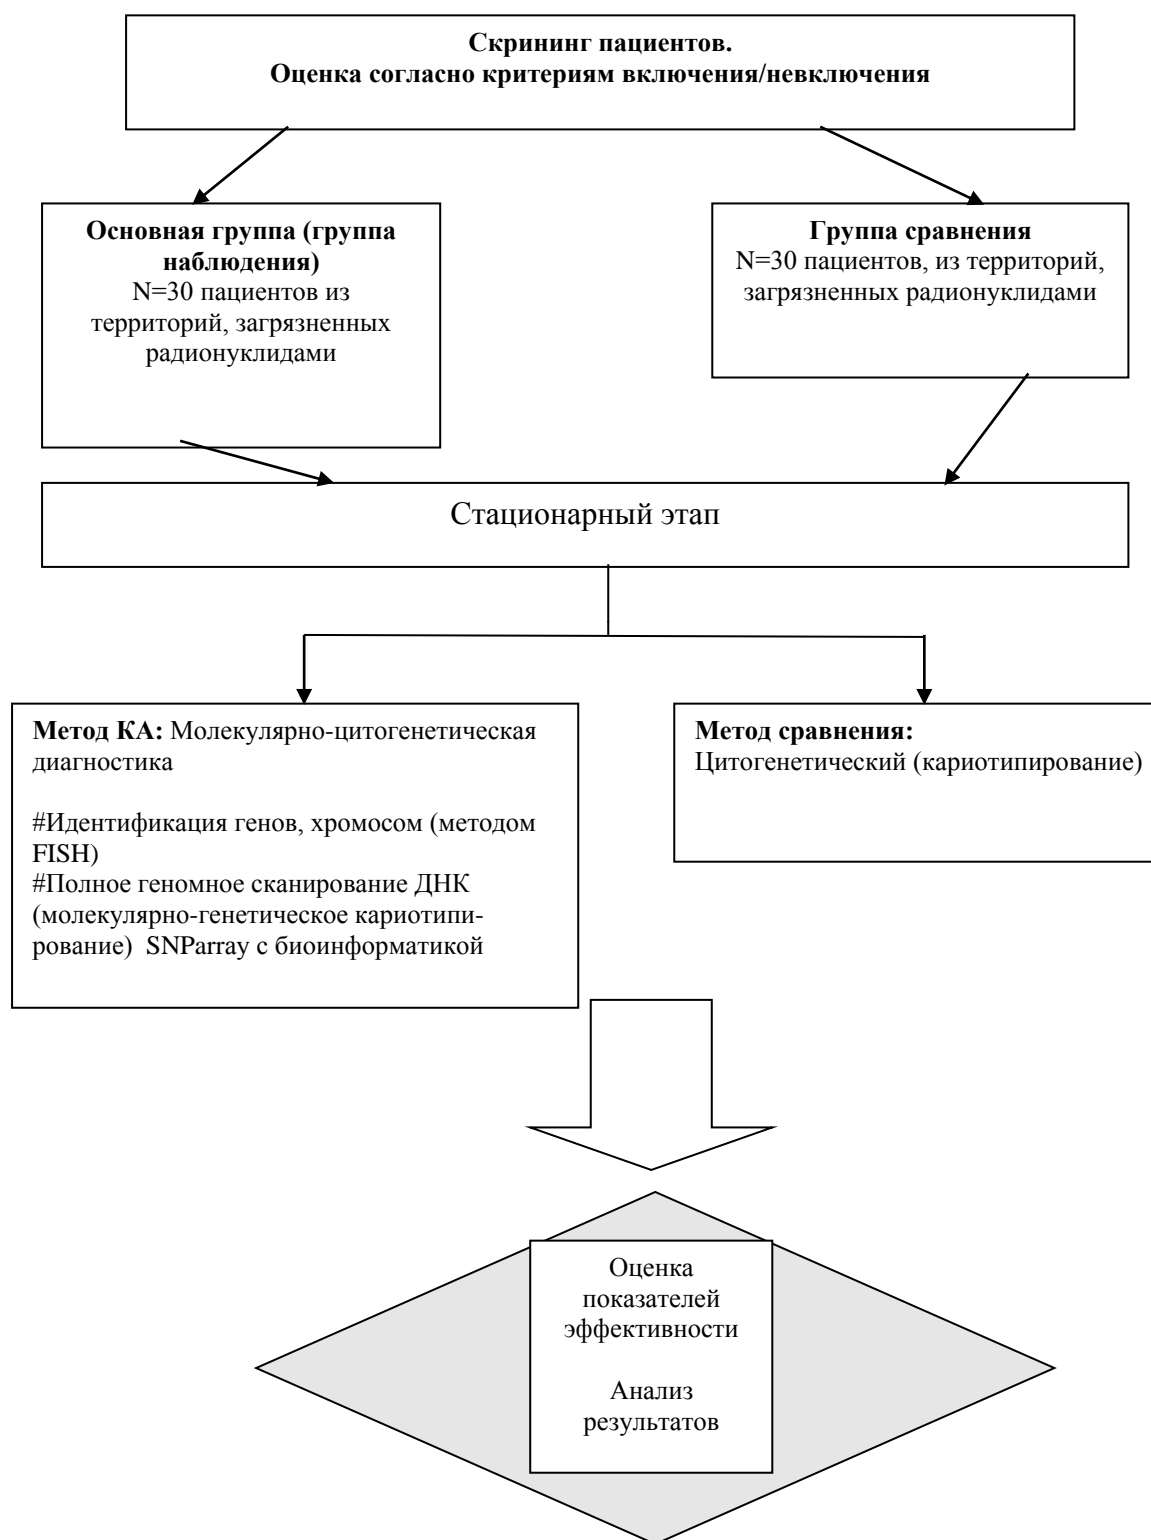 Скрининг пациентов.
Оценка согласно критериям включения/невключения
Основная группа (группа
наблюдения)
N=30 пациентов из
территорий, загрязненных
радионуклидами
Группа сравнения
N=30 пациентов, из территорий,
загрязненных радионуклидами
Стационарный этап
Метод КА: Молекулярно-цитогенетическая
диагностика
#Идентификация генов, хромосом (методом
FISH)
#Полное геномное сканирование ДНК
(молекулярно-генетическое кариотипи-
рование) SNParray с биоинформатикой
Метод сравнения:
Цитогенетический (кариотипирование)
Оценка
показателей
эффективности
Анализ
результатов